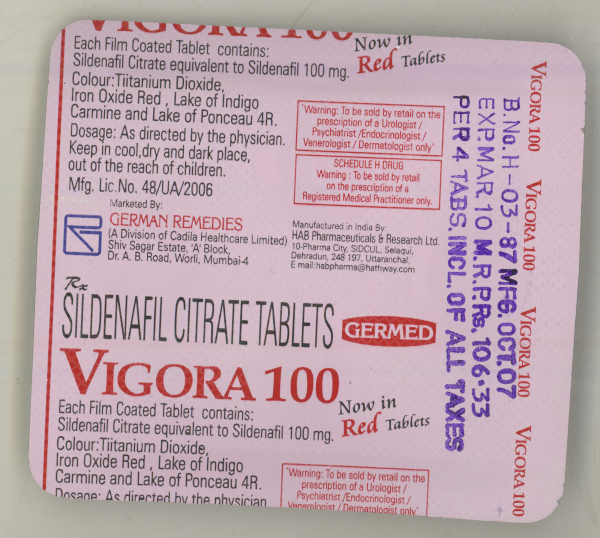 VIGORA 100
Each Film Coated Tablet contains:
Sildenafil Citrate equivalent to Sildenafil 100 mg.
Now in
Red Tablets
Colour:Tiitanium Dioxide,
Iron Oxide Red , Lake of Indigo
Carmine and Lake of Ponceau 4R.
Dosage: As directed by the physician.
Keep in cool,dry and dark place,
out of the reach of children.
Mfg. Lic.No. 48/UA/2006
"Warning: To be sold by retail on the
prescription of a Urologist /
Psychiatrist /Endocrinologist /
Venerologist / Dermatologist only"
SCHEDULE H DRUG
Warning : To be sold by retail
on the prescription of a
Registered Medical Practitioner only.
Marketed By:
GERMAN REMEDIES
(A Division of Cadila Healthcare Limited)
Shiv Sagar Estate, 'A' Block,
Dr. A. B. Road, Worli, Mumbai-4
Manufactured in India By:
HAB Pharmaceuticals & Research Ltd.
10-Pharma City, SIDCUL, Selaqui,
Dehradun, 248 197, Uttaranchal.
E mail:habpharma@hathway.com
Rx
SILDENAFIL CITRATE TABLETS
GERMED
VIGORA 100
Each Film Coated Tablet contains:
Sildenafil Citrate equivalent to Sildenafil 100 mg.
Now in
Red Tablets
Colour:Tiitanium Dioxide,
Iron Oxide Red , Lake of Indigo
Carmine and Lake of Ponceau 4R.
Dosage: As directed by the physician
"Warning: To be sold by retail on the
prescription of a Urologist /
Psychiatrist /Endocrinologist /
Venerologist / Dermatologist only"
B.No.H-03-87 MFG.OCT.07
EXP.MAR.10 M.R.P.Rs.106.33
PER 4 TABS.INCL.OF ALL TAXES
VIGORA 100
VIGORA 100
VIGORA 100
VIGORA 100